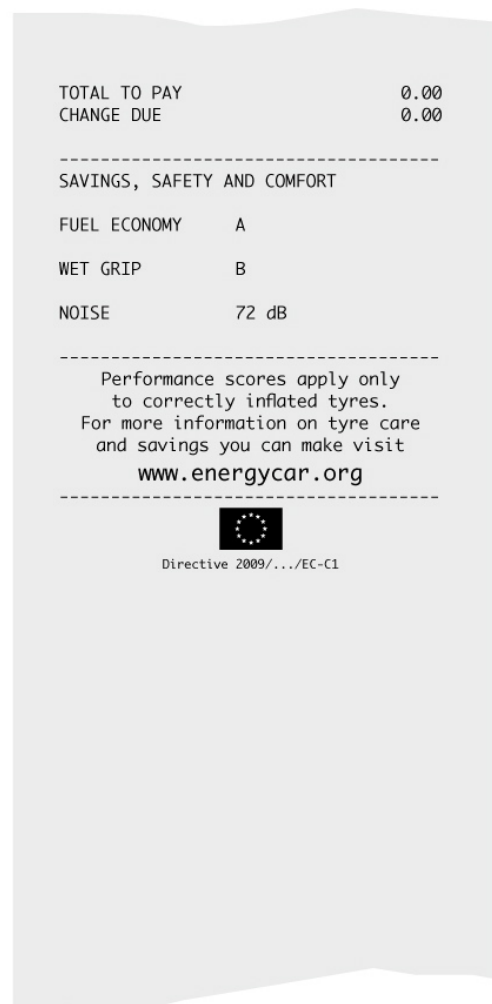 TOTAL TO PAY 0.00
CHANGE DUE 0.00
-------------------------------------
SAVINGS, SAFETY AND COMFORT
FUEL ECONOMY A
WET GRIP B
NOISE 72 dB
-------------------------------------
Performance scores apply only
to correctly inflated tyres.
For more information on tyre care
and savings you can make visit
www.energycar.org
-------------------------------------
Directive 2009/.../EC-C1